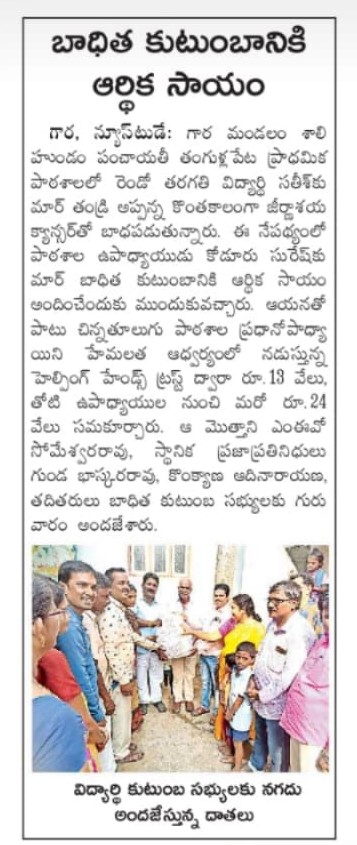 బాధిత కుటుంబానికి
ఆర్థిక సాయం
గార, న్యూస్‌టుడే: గార మండలం శాలి
హుండం పంచాయతీ తంగుళ్లపేట ప్రాథమిక
పాఠశాలలో రెండో తరగతి విద్యార్థి సతీశ్‌కు
మార్ తండ్రి అప్పన్న కొంతకాలంగా జీర్ణాశయ
క్యాన్సర్‌తో బాధపడుతున్నారు. ఈ నేపథ్యంలో
పాఠశాల ఉపాధ్యాయుడు కోడూరు సురేష్‌కు
మార్ బాధిత కుటుంబానికి ఆర్థిక సాయం
అందించేందుకు ముందుకువచ్చారు. ఆయనతో
పాటు చిన్నతూలుగు పాఠశాల ప్రధానోపాధ్యా
యిని హేమలత ఆధ్వర్యంలో నడుస్తున్న
హెల్పింగ్ హేండ్స్ ట్రస్ట్ ద్వారా రూ.13 వేలు,
తోటి ఉపాధ్యాయుల నుంచి మరో రూ.24
వేలు సమకూర్చారు. ఆ మొత్తాని ఎంఈవో
సోమేశ్వరరావు, స్థానిక ప్రజాప్రతినిధులు
గుండ భాస్కరరావు, కొంక్యాణ ఆదినారాయణ,
తదితరులు బాధిత కుటుంబ సభ్యులకు గురు
వారం అందజేశారు.
విద్యార్థి కుటుంబ సభ్యులకు నగదు
అందజేస్తున్న దాతలు